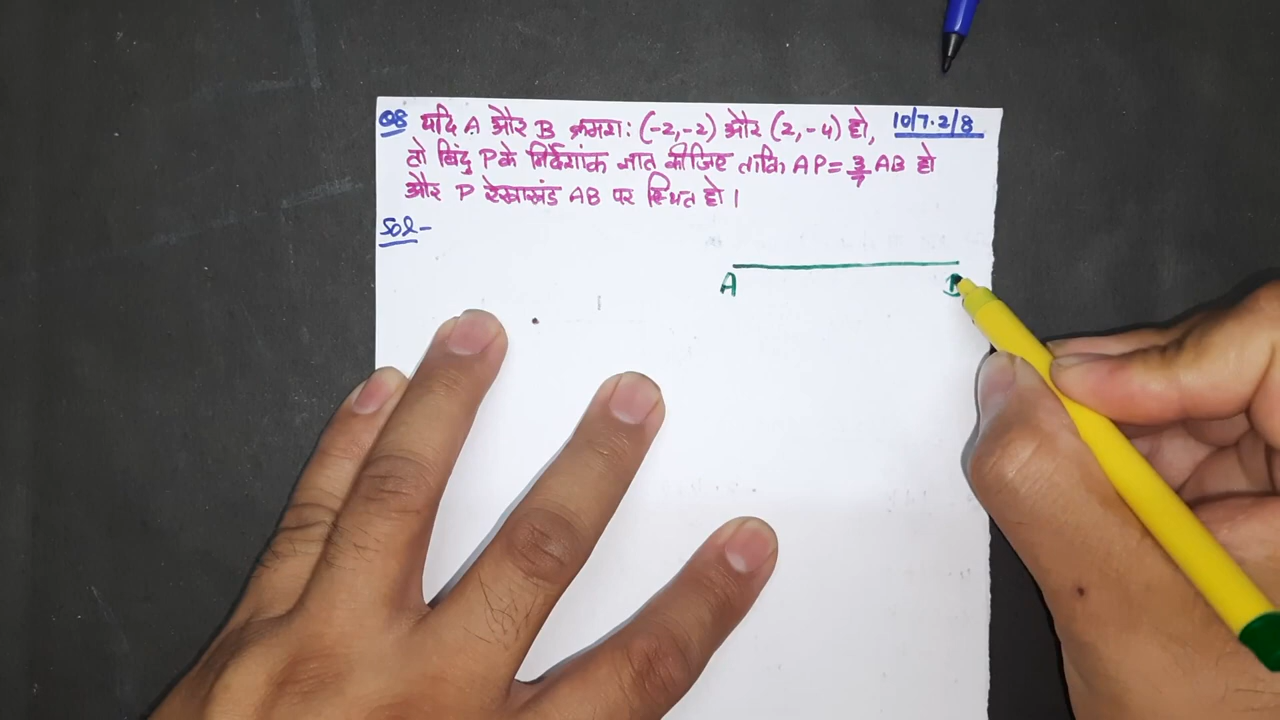 08 यदि A और B क्रमश: (-2,-2) और (2,-4) हो, 10/7.2/8
तो बिंदु P के निर्देशांक ज्ञात कीजिए ताकि AP = 3/7 AB हो
और P रेखाखंड AB पर स्थित हो।
Sol-
A B